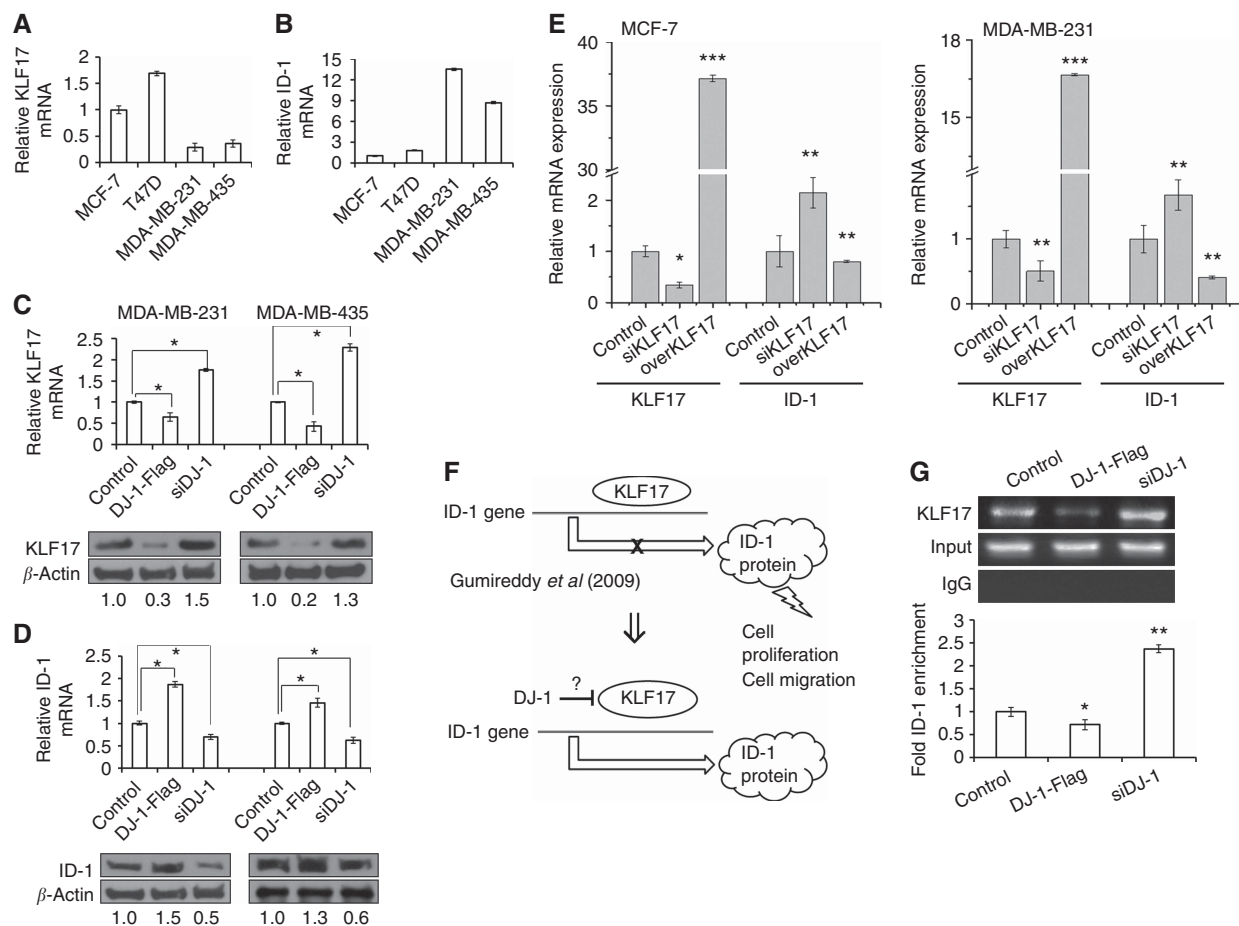 A
Relative KLF17
mRNA
2
1.5
1
0.5
0
MCF-7
T47D
MDA-MB-231
MDA-MB-435
B
Relative ID-1
mRNA
15
12
9
6
3
0
MCF-7
T47D
MDA-MB-231
MDA-MB-435
C
MDA-MB-231
MDA-MB-435
Relative KLF17
mRNA
2.5
2
1.5
1
0.5
0
*
*
*
*
Control
DJ-1-Flag
siDJ-1
Control
DJ-1-Flag
siDJ-1
KLF17
β-Actin
1.0 0.3 1.5
1.0 0.2 1.3
D
Relative ID-1
mRNA
2.5
2
1.5
1
0.5
0
*
*
*
*
Control
DJ-1-Flag
siDJ-1
Control
DJ-1-Flag
siDJ-1
ID-1
β-Actin
1.0 1.5 0.5
1.0 1.3 0.6
E
MCF-7
Relative mRNA expression
40
35
30
2
1
0
*
***
**
**
Control
siKLF17
overKLF17
Control
siKLF17
overKLF17
KLF17
ID-1
MDA-MB-231
Relative mRNA expression
18
15
1
0
**
***
**
**
Control
siKLF17
overKLF17
Control
siKLF17
overKLF17
KLF17
ID-1
F
KLF17
ID-1 gene
X
ID-1
protein
Gumireddy et al (2009)
Cell
proliferation
Cell migration
?
DJ-1
KLF17
ID-1 gene
ID-1
protein
G
Control
DJ-1-Flag
siDJ-1
KLF17
Input
IgG
Fold ID-1 enrichment
3
2.5
2
1.5
1
0.5
0
*
**
Control
DJ-1-Flag
siDJ-1